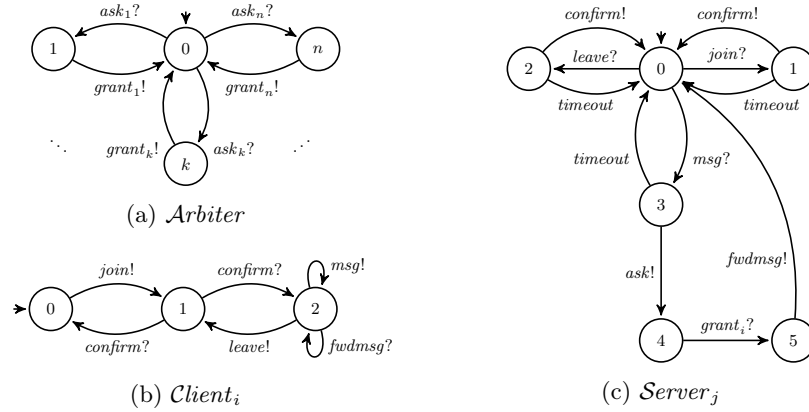 ask₁?
askₙ?
1
0
n
grant₁!
grantₙ!
⋱
grantₖ!
askₖ?
⋰
k
(a) Arbiter
join!
confirm?
msg!
0
1
2
confirm?
leave!
fwdmsg?
(b) Clientᵢ
confirm!
confirm!
2
leave?
0
join?
1
timeout
timeout
timeout
msg?
3
ask!
fwdmsg!
4
grantᵢ?
5
(c) Serverⱼ